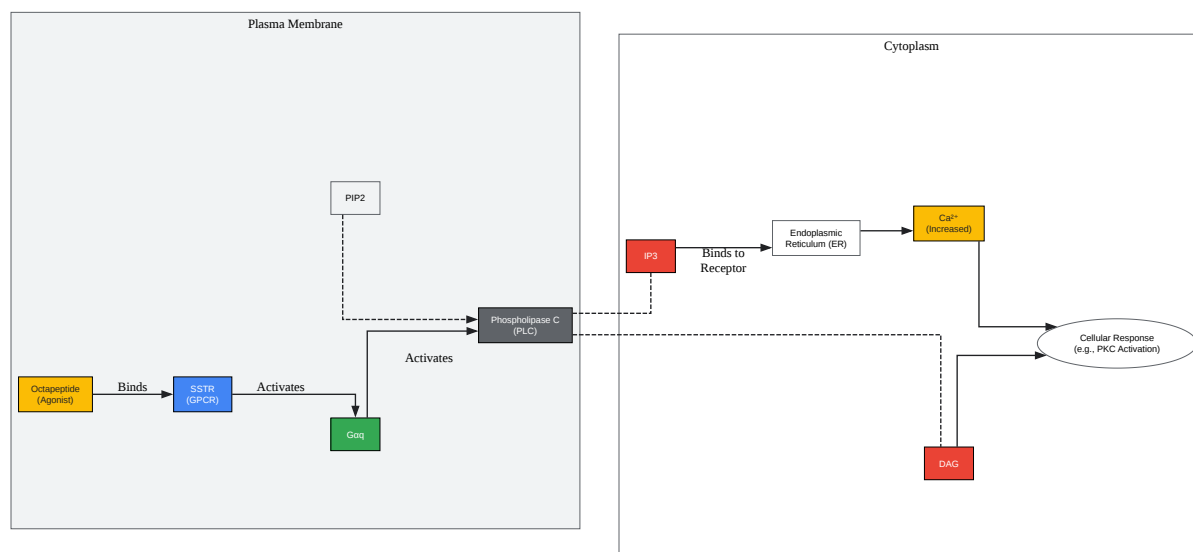 Plasma Membrane
Cytoplasm
PIP2
Ca²⁺
(Increased)
Endoplasmic
Reticulum (ER)
IP3
Binds to
Receptor
Phospholipase C
(PLC)
Cellular Response
(e.g., PKC Activation)
Activates
Octapeptide
(Agonist)
Binds
SSTR
(GPCR)
Activates
Gαq
DAG